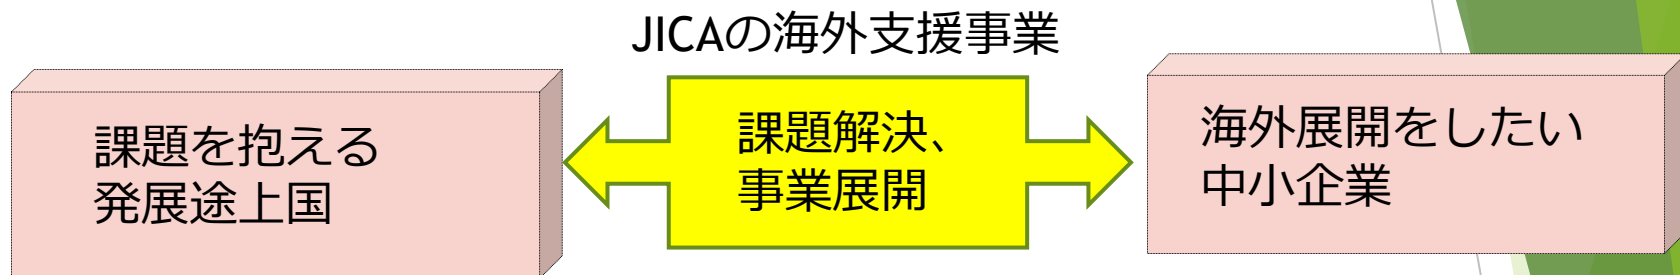 JICAの海外支援事業
課題を抱える
発展途上国
課題解決、
事業展開
海外展開をしたい
中小企業